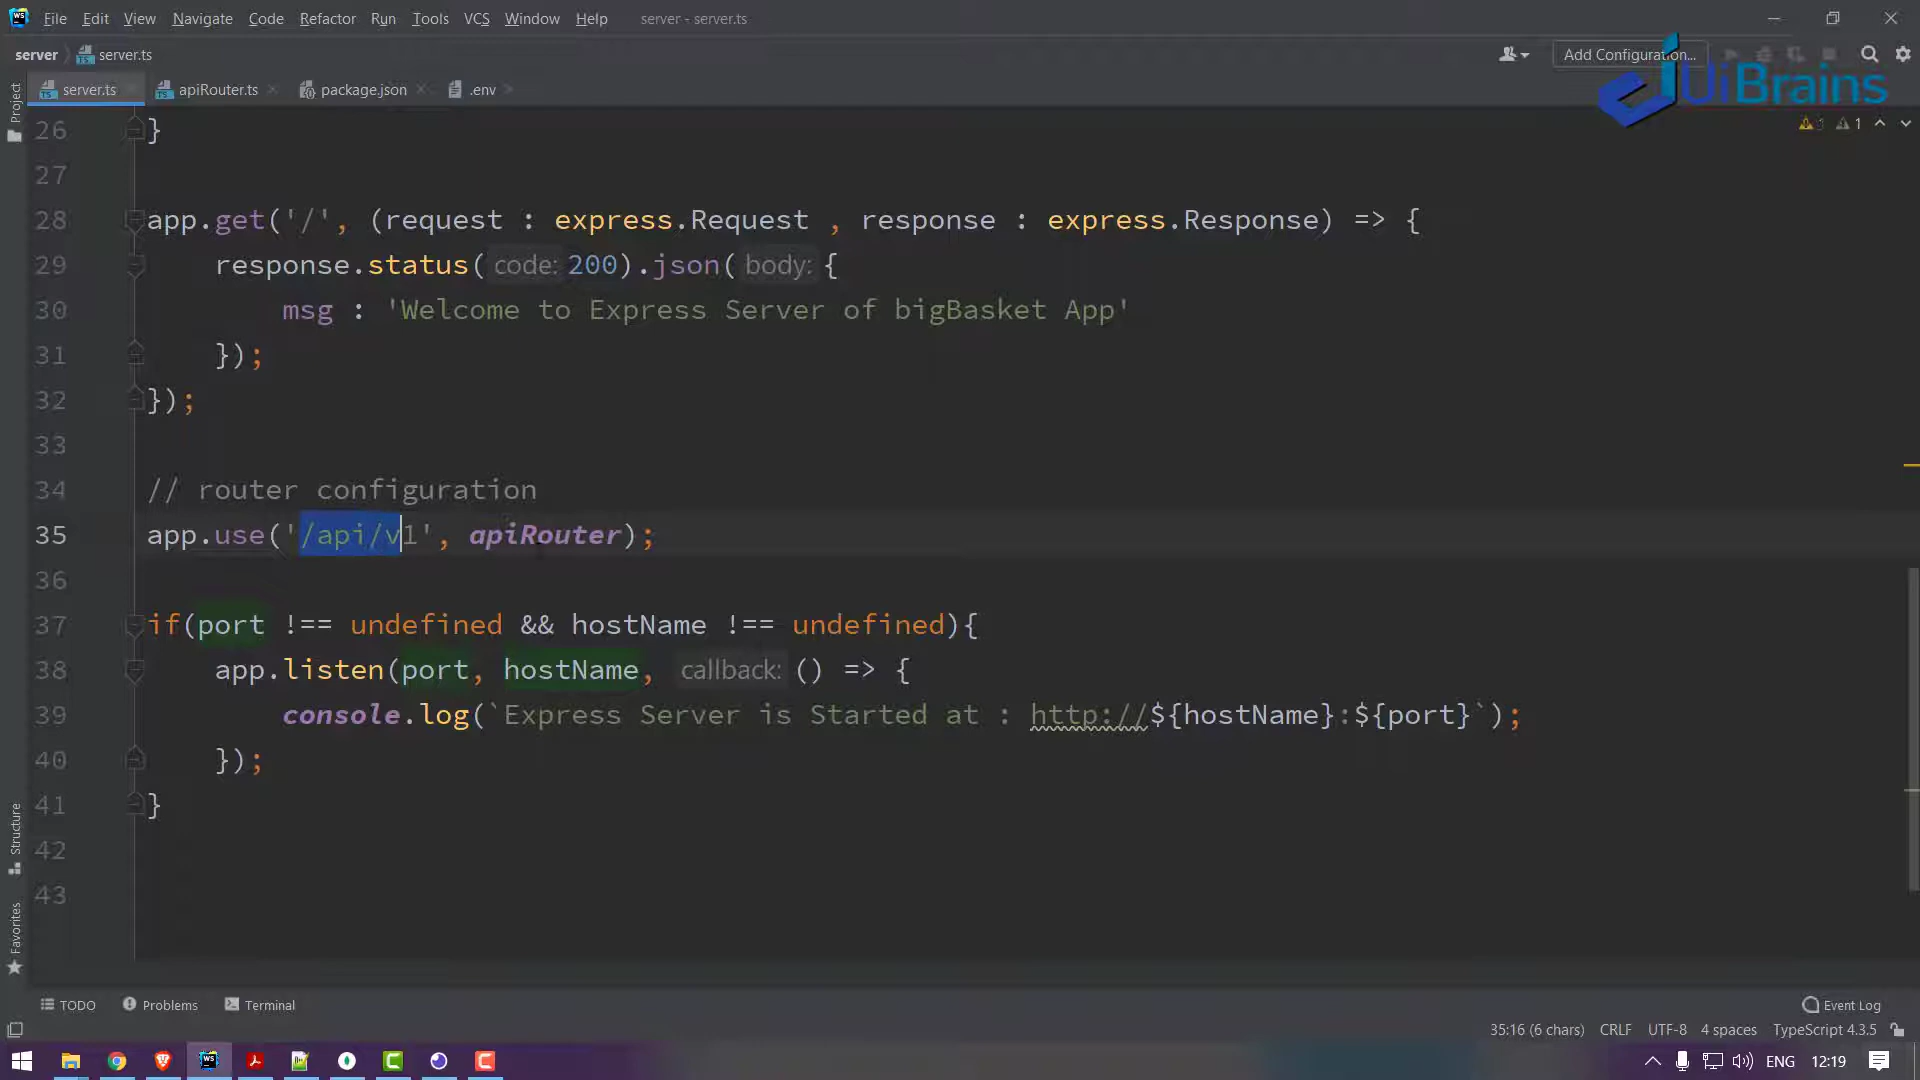 File Edit View Navigate Code Refactor Run Tools VCS Window Help server - server.ts
server server.ts Add Configuration...
UiBrains
server.ts apiRouter.ts package.json .env
Project
1
26 }
27
28 app.get('/', (request : express.Request , response : express.Response) => {
29 response.status( code: 200).json( body: {
30 msg : 'Welcome to Express Server of bigBasket App'
31 });
32 });
33
34 // router configuration
35 app.use('/api/v1', apiRouter);
36
37 if(port !== undefined && hostName !== undefined){
38 app.listen(port, hostName, callback: () => {
39 console.log(`Express Server is Started at : http://${hostName}:${port}`);
40 });
41 }
42
43
Structure
Favorites
TODO Problems Terminal Event Log
35:16 (6 chars) CRLF UTF-8 4 spaces TypeScript 4.3.5
ENG 12:19